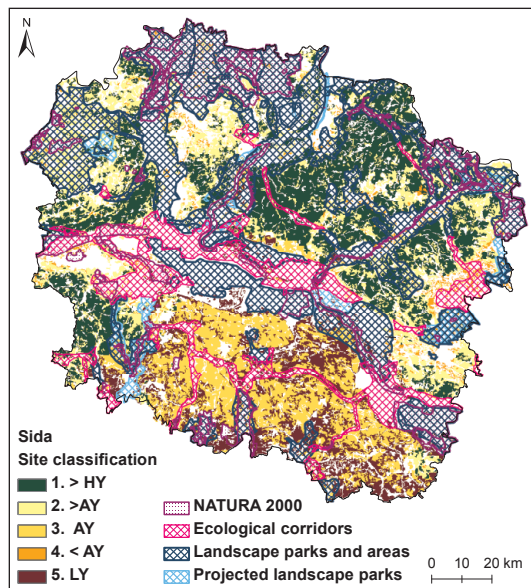 N
Sida
Site classification
1. > HY
2. >AY
3. AY
4. < AY
5. LY
NATURA 2000
Ecological corridors
Landscape parks and areas
Projected landscape parks
0 10 20 km